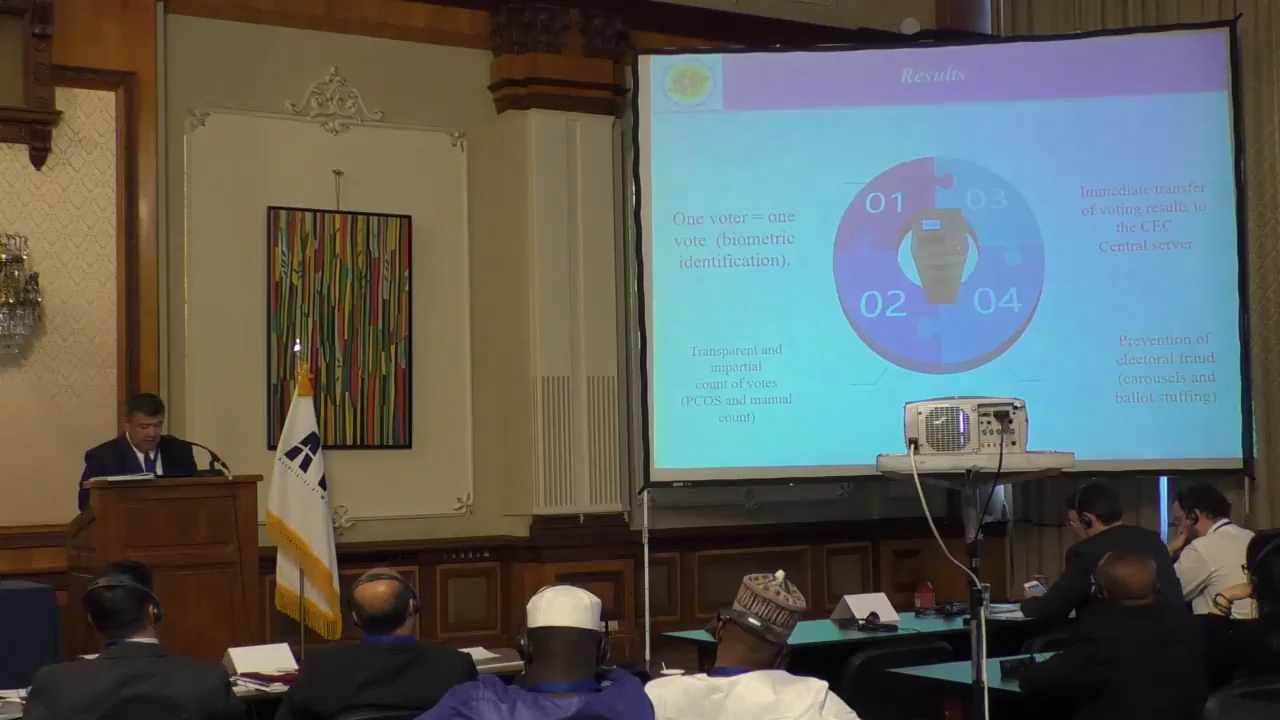 Results
One voter = one
vote (biometric
identification).
01
03
02
04
Immediate transfer
of voting results to
the CEC
Central server
Transparent and
impartial
count of votes
(PCOS and manual
count)
Prevention of
electoral fraud
(carousels and
ballot stuffing).